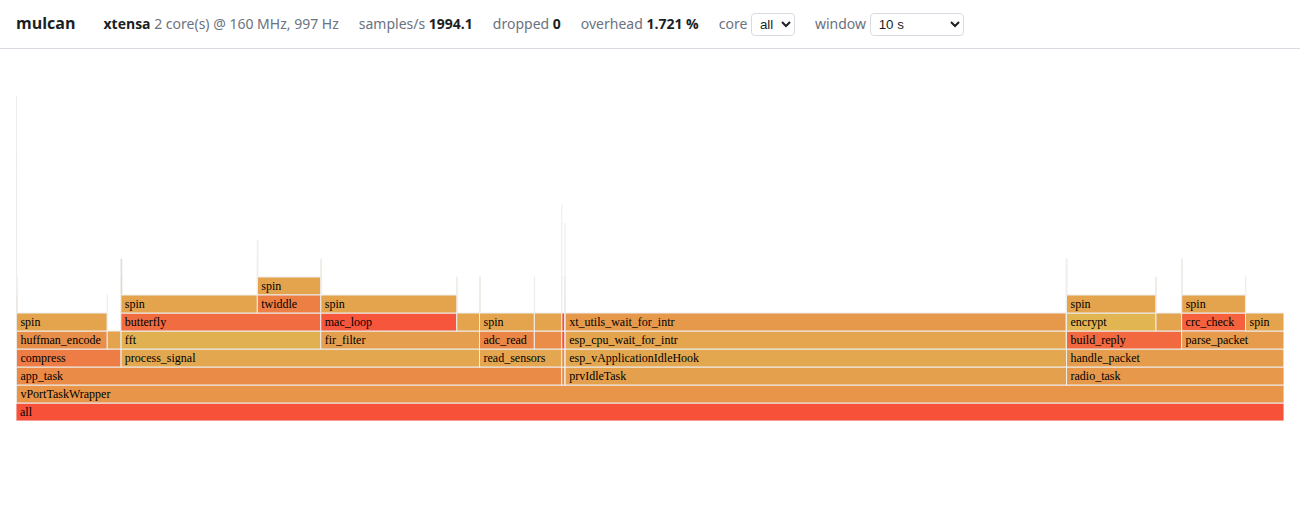 mulcan xtensa 2 core(s) @ 160 MHz, 997 Hz samples/s 1994.1 dropped 0 overhead 1.721 % core all window 10 s
spin
spin twiddle spin spin spin
spin butterfly mac_loop spin xt_utils_wait_for_intr encrypt crc_check spin
huffman_encode fft fir_filter adc_read esp_cpu_wait_for_intr build_reply parse_packet
compress process_signal read_sensors esp_vApplicationIdleHook handle_packet
app_task prvIdleTask radio_task
vPortTaskWrapper
all